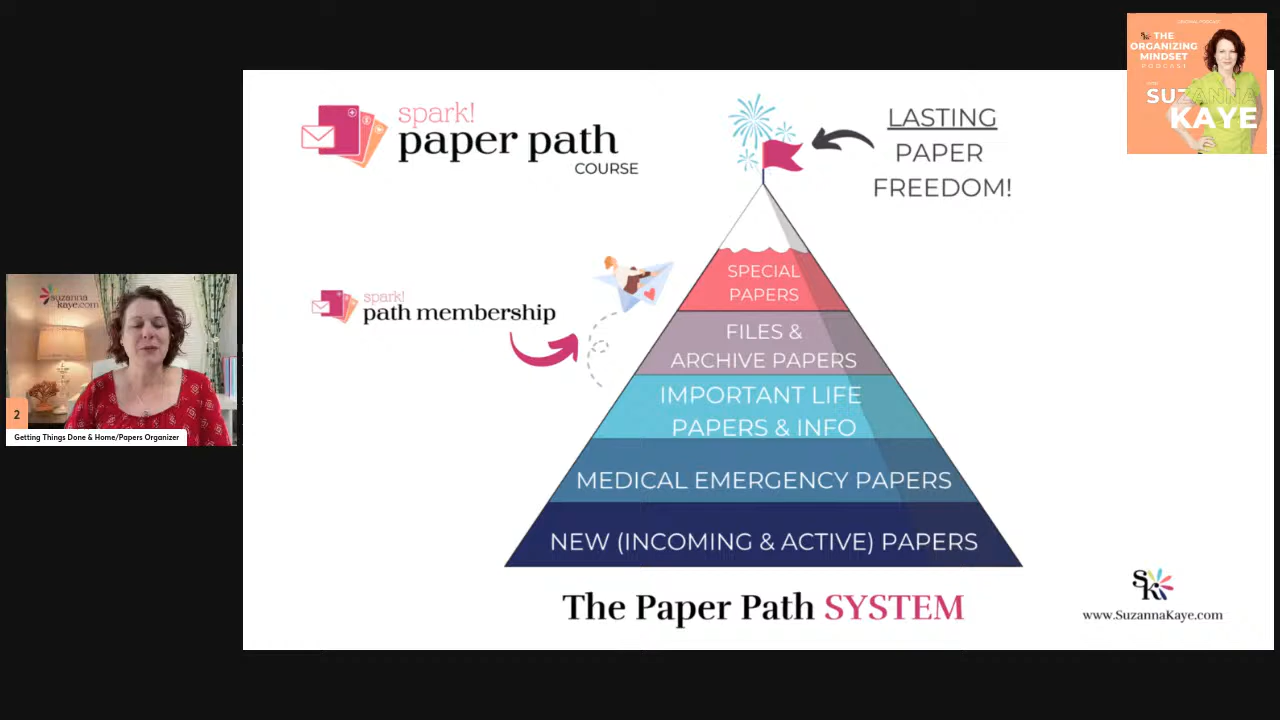 THE
ORGANIZING
MINDSET
PODCAST
SUZANNA
KAYE
spark!
paper path
COURSE
LASTING
PAPER
FREEDOM!
spark!
path membership
SPECIAL
PAPERS
FILES &
ARCHIVE PAPERS
IMPORTANT LIFE
PAPERS & INFO
MEDICAL EMERGENCY PAPERS
NEW (INCOMING & ACTIVE) PAPERS
The Paper Path SYSTEM
SK
www.SuzannaKaye.com
suzanna
kaye.com
2
Getting Things Done & Home/Papers Organizer